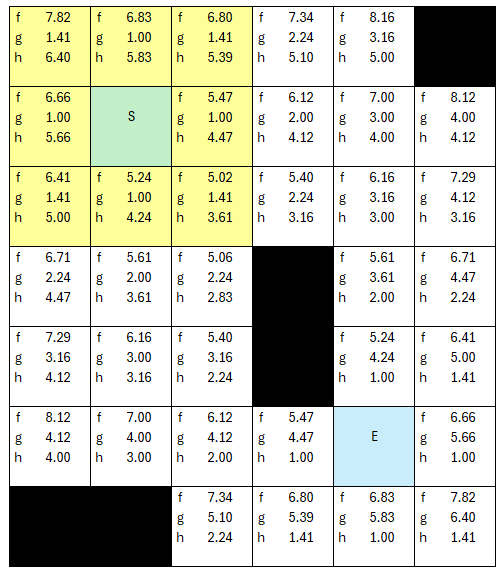 f 7.82 f 6.83 f 6.80 f 7.34 f 8.16
g 1.41 g 1.00 g 1.41 g 2.24 g 3.16
h 6.40 h 5.83 h 5.39 h 5.10 h 5.00
f 6.66 S f 5.47 f 6.12 f 7.00 f 8.12
g 1.00 g 1.00 g 2.00 g 3.00 g 4.00
h 5.66 h 4.47 h 4.12 h 4.00 h 4.12
f 6.41 f 5.24 f 5.02 f 5.40 f 6.16 f 7.29
g 1.41 g 1.00 g 1.41 g 2.24 g 3.16 g 4.12
h 5.00 h 4.24 h 3.61 h 3.16 h 3.00 h 3.16
f 6.71 f 5.61 f 5.06 f 5.61 f 6.71
g 2.24 g 2.00 g 2.24 g 3.61 g 4.47
h 4.47 h 3.61 h 2.83 h 2.00 h 2.24
f 7.29 f 6.16 f 5.40 f 5.24 f 6.41
g 3.16 g 3.00 g 3.16 g 4.24 g 5.00
h 4.12 h 3.16 h 2.24 h 1.00 h 1.41
f 8.12 f 7.00 f 6.12 f 5.47 E f 6.66
g 4.12 g 4.00 g 4.12 g 4.47 g 5.66
h 4.00 h 3.00 h 2.00 h 1.00 h 1.00
f 7.34 f 6.80 f 6.83 f 7.82
g 5.10 g 5.39 g 5.83 g 6.40
h 2.24 h 1.41 h 1.00 h 1.41